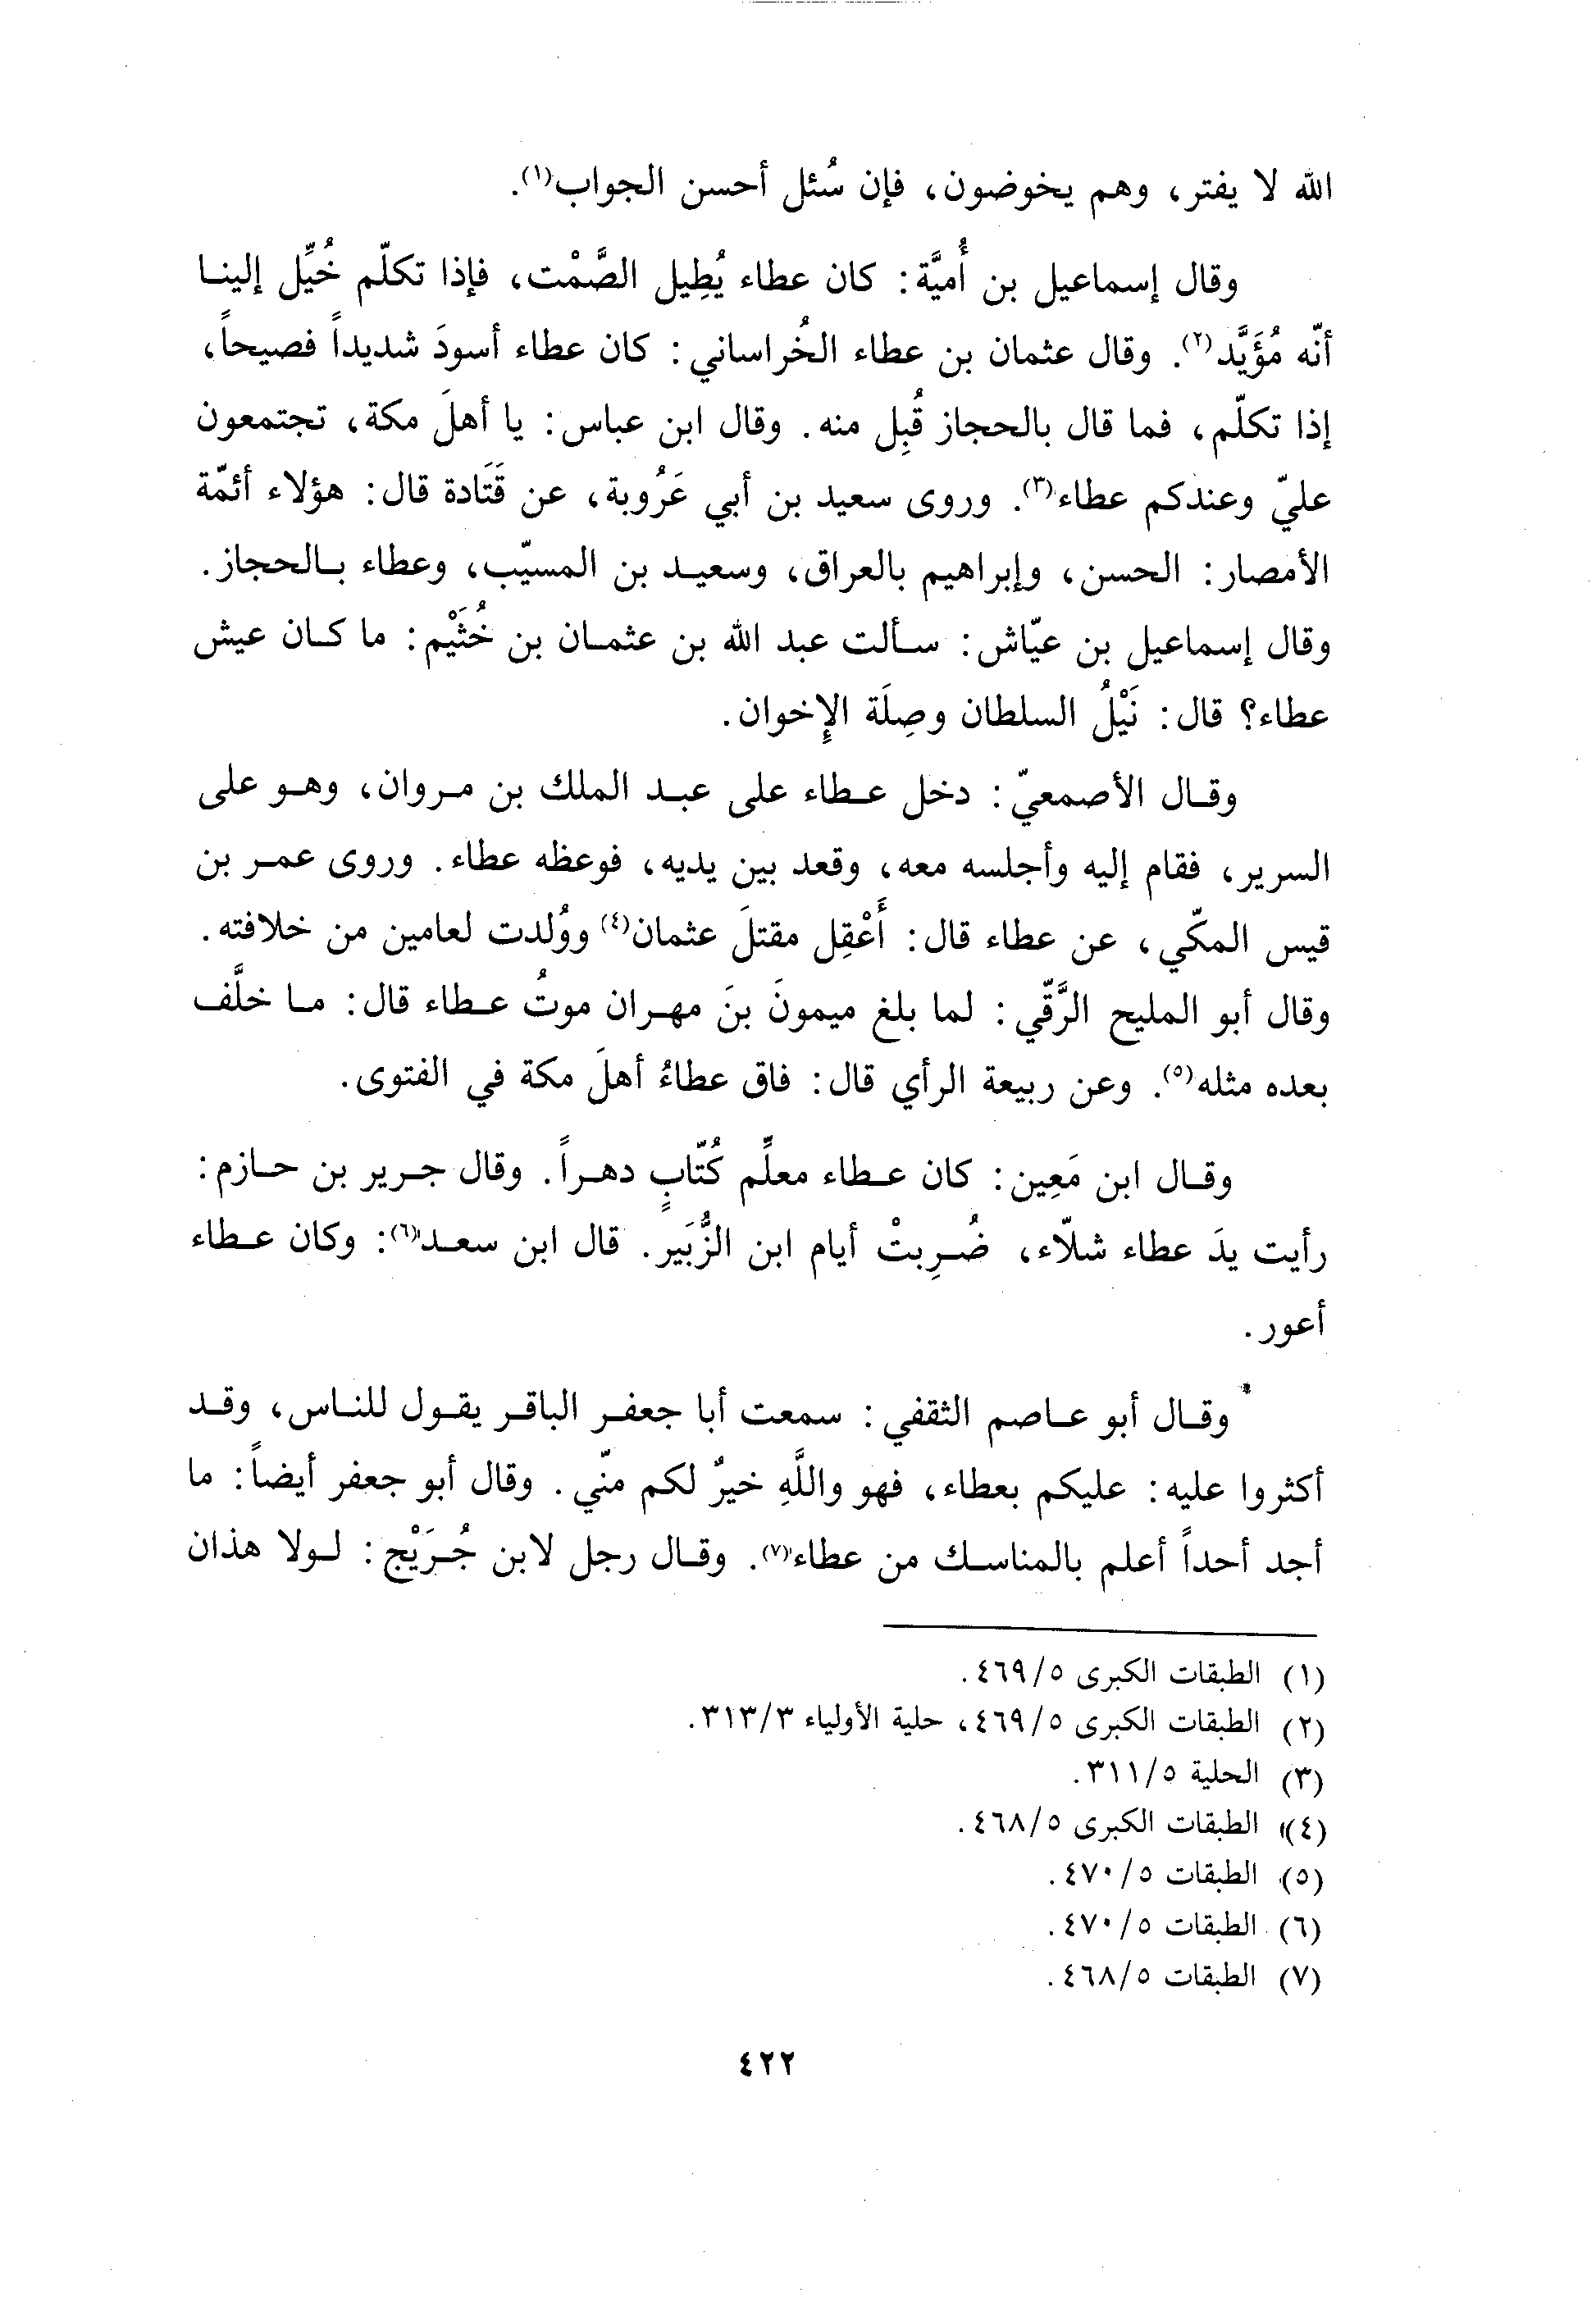 الله لا يفتر، وهم يخوضون، فإن سُئل أحسن الجواب(١).
وقال إسماعيل بن أُميَّة: كان عطاء يُطِيل الصَّمْت، فإذا تكلّم خُيِّل إلينا
أنّه مُؤَيَّد(٢). وقال عثمان بن عطاء الخُراساني: كان عطاء أسودَ شديداً فصيحاً،
إذا تكلّم، فما قال بالحجاز قُبِل منه. وقال ابن عباس: يا أهلَ مكة، تجتمعون
عليّ وعندكم عطاء(٣). وروى سعيد بن أبي عَرُوبة، عن قَتَادة قال: هؤلاء أئمّة
الأمصار: الحسن، وإبراهيم بالعراق، وسعيد بن المسيّب، وعطاء بالحجاز.
وقال إسماعيل بن عيّاش: سألت عبد الله بن عثمان بن خُثَيْم: ما كان عيش
عطاء؟ قال: نَيْلُ السلطان وصِلَة الإِخوان.
وقال الأصمعيّ: دخل عطاء على عبد الملك بن مروان، وهو على
السرير، فقام إليه وأجلسه معه، وقعد بين يديه، فوعظه عطاء. وروى عمر بن
قيس المكّي، عن عطاء قال: أَعْقِل مقتلَ عثمان(٤) ووُلدت لعامين من خلافته.
وقال أبو المليح الرَّقّي: لما بلغ ميمونَ بنَ مهران موتُ عطاء قال: ما خلَّف
بعده مثله(٥). وعن ربيعة الرأي قال: فاق عطاءُ أهلَ مكة في الفتوى.
وقال ابن مَعِين: كان عطاء معلِّم كُتّابٍ دهراً. وقال جرير بن حازم:
رأيت يدَ عطاء شلّاء، ضُرِبتْ أيام ابن الزُّبَير. قال ابن سعد(٦): وكان عطاء
أعور.
وقال أبو عاصم الثقفي: سمعت أبا جعفر الباقر يقول للناس، وقد
أكثروا عليه: عليكم بعطاء، فهو واللَّهِ خيرٌ لكم منّي. وقال أبو جعفر أيضاً: ما
أجد أحداً أعلم بالمناسك من عطاء(٧). وقال رجل لابن جُرَيْج: لولا هذان
(١) الطبقات الكبرى ٤٦٩/٥.
(٢) الطبقات الكبرى ٤٦٩/٥، حلية الأولياء ٣١٣/٣.
(٣) الحلية ٣١١/٥.
(٤) الطبقات الكبرى ٤٦٨/٥.
(٥) الطبقات ٤٧٠/٥.
(٦) الطبقات ٤٧٠/٥.
(٧) الطبقات ٤٦٨/٥.
٤٢٢